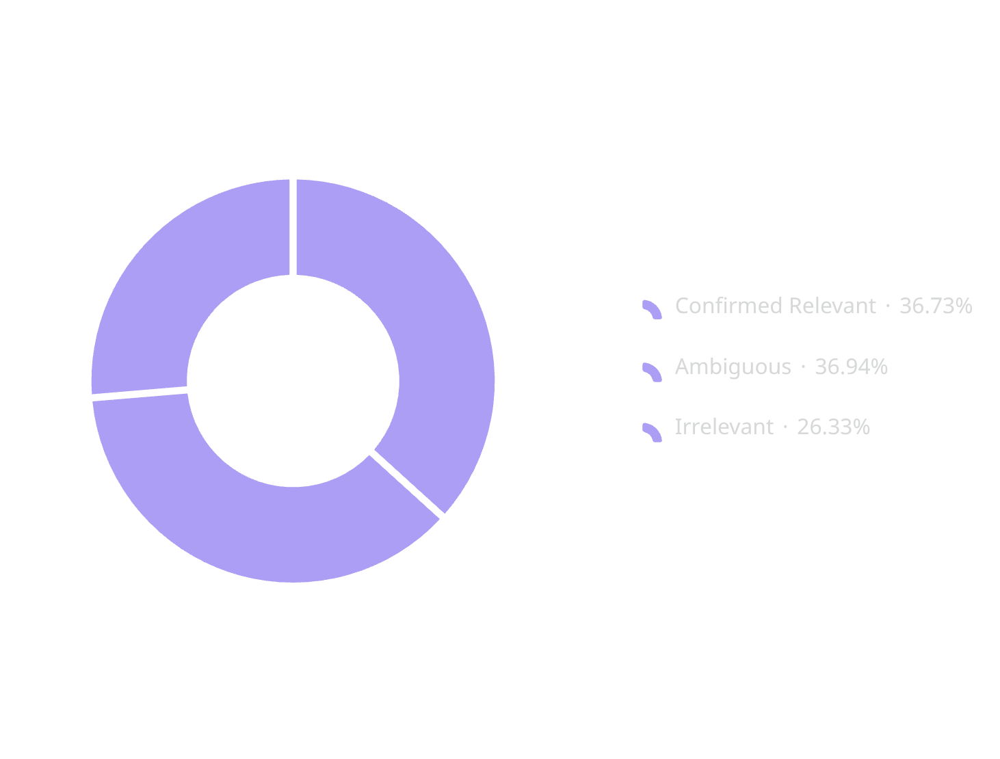 Confirmed Relevant · 36.73%
Ambiguous · 36.94%
Irrelevant · 26.33%